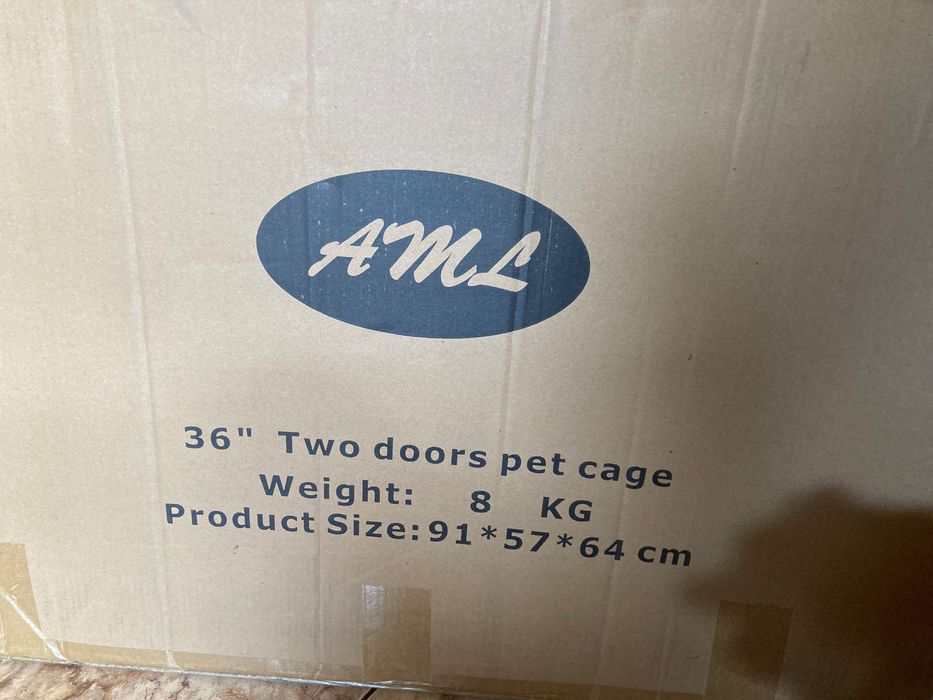 AML
36" Two doors pet cage
Weight: 8 KG
Product Size:91*57*64 cm